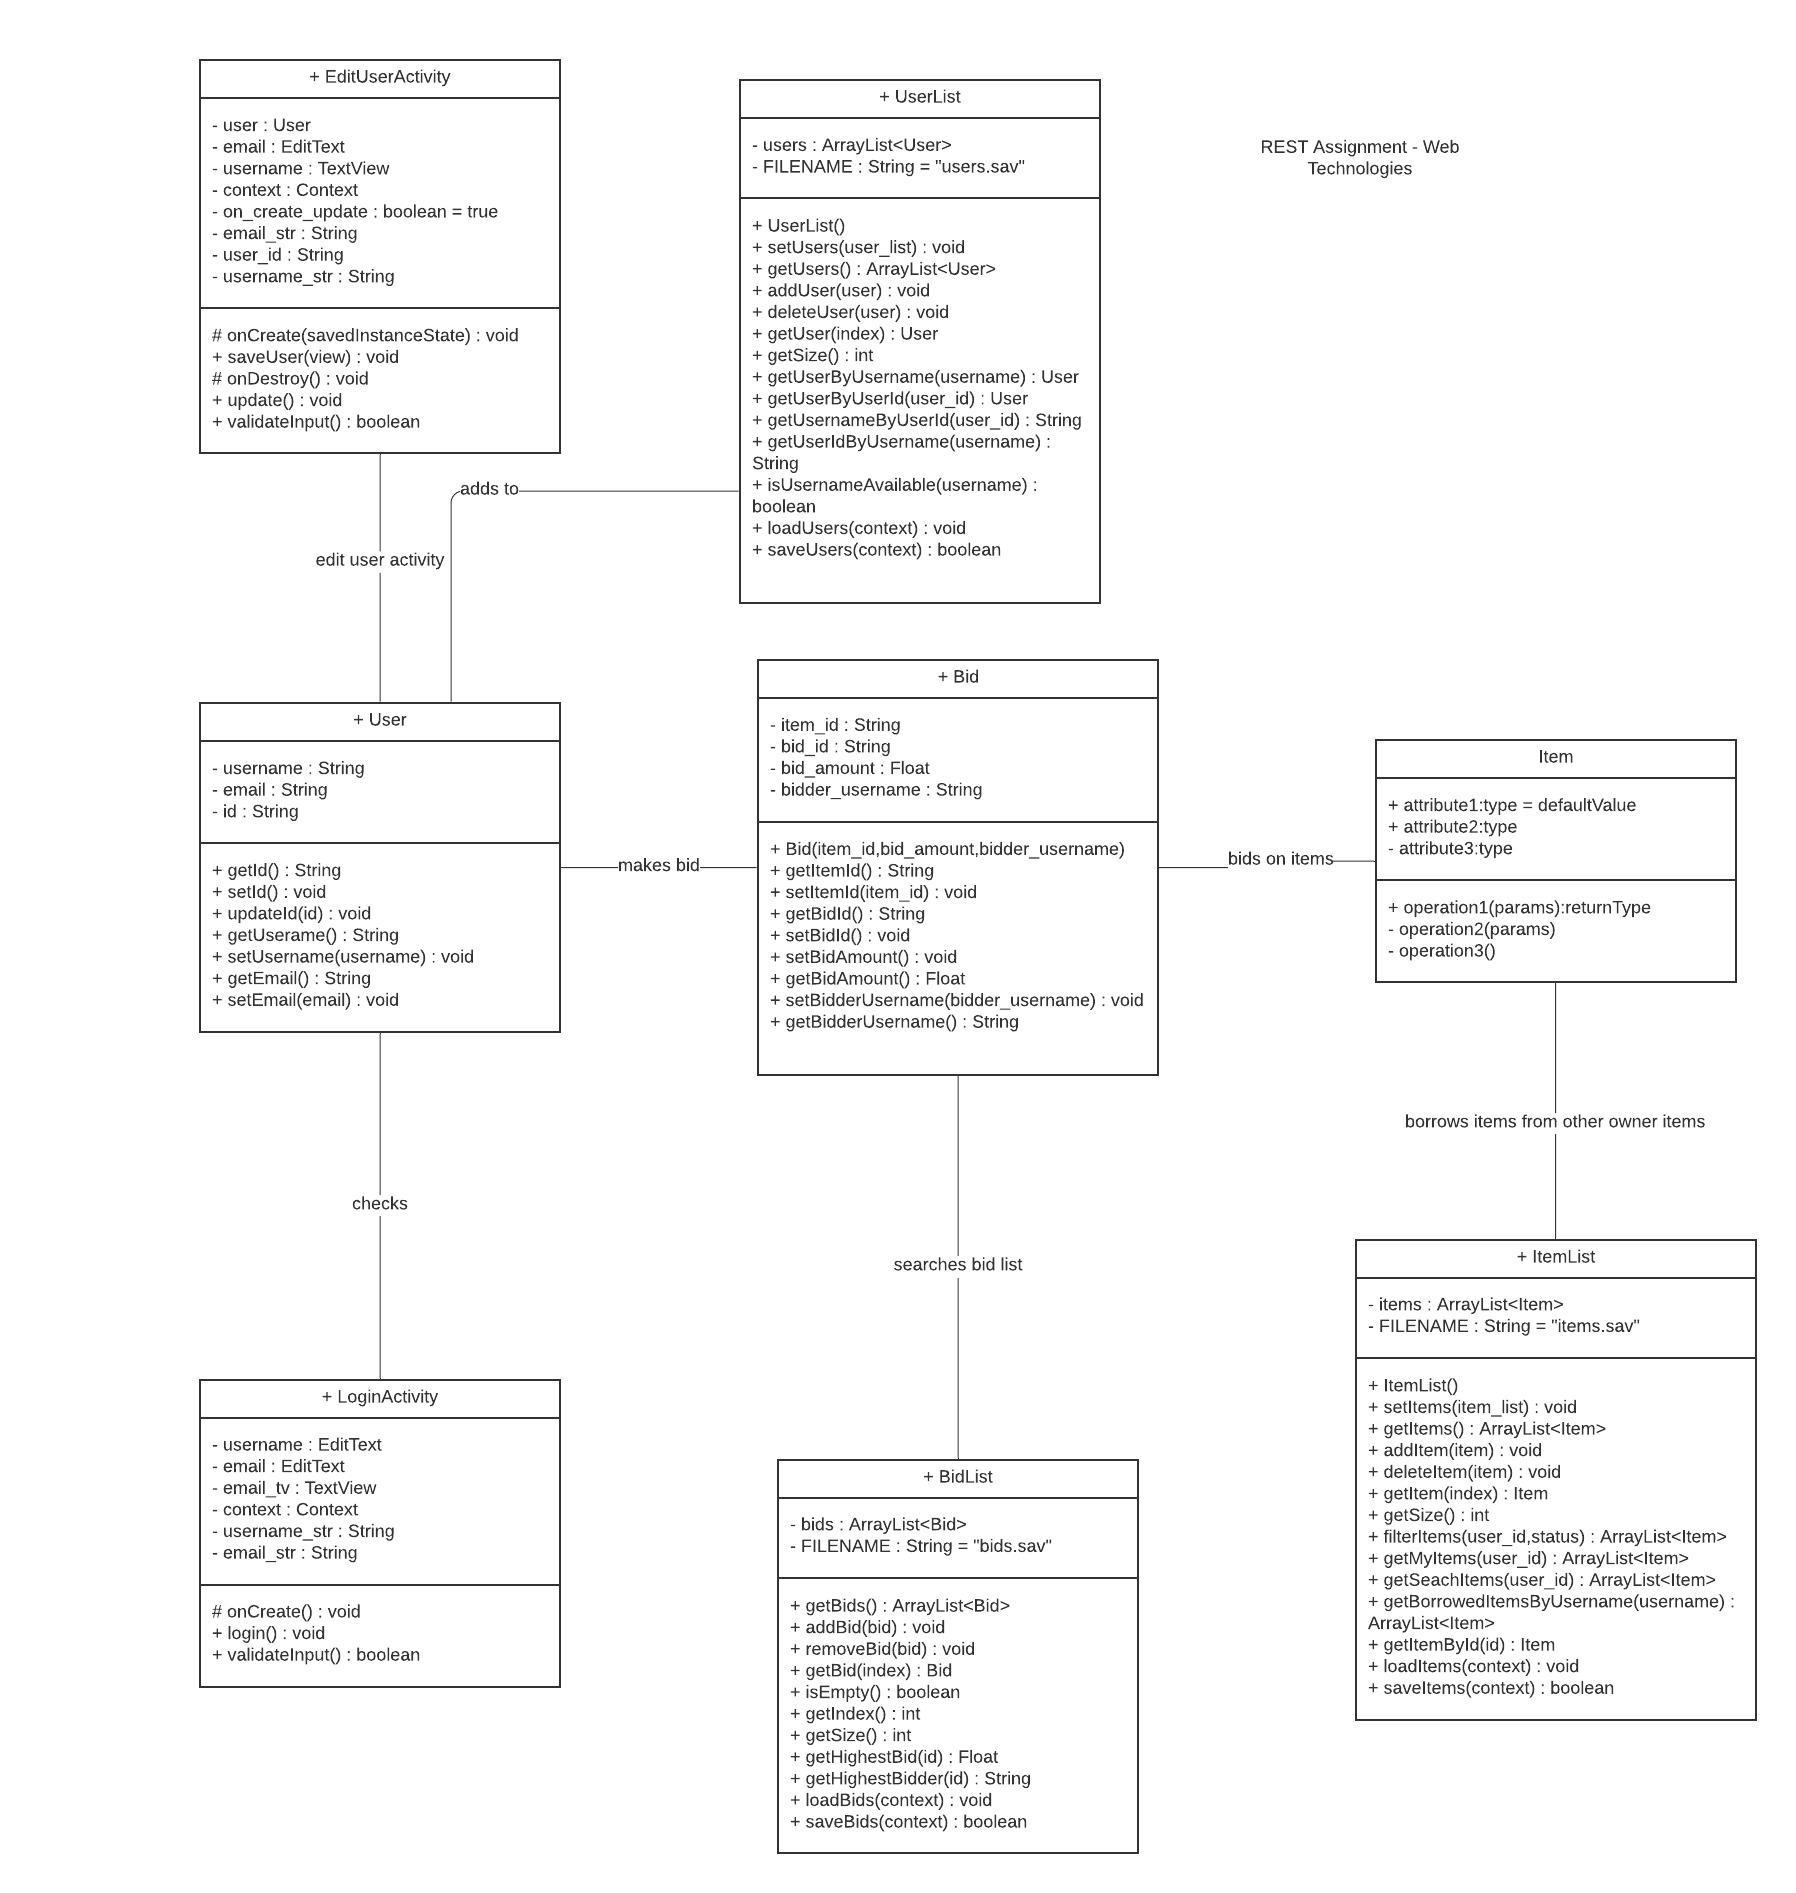 + EditUserActivity
- user : User
- email : EditText
- username : TextView
- context : Context
- on_create_update : boolean = true
- email_str : String
- user_id : String
- username_str : String
# onCreate(savedInstanceState) : void
+ saveUser(view) : void
# onDestroy() : void
+ update() : void
+ validateInput() : boolean
+ UserList
- users : ArrayList<User>
- FILENAME : String = "users.sav"
+ UserList()
+ setUsers(user_list) : void
+ getUsers() : ArrayList<User>
+ addUser(user) : void
+ deleteUser(user) : void
+ getUser(index) : User
+ getSize() : int
+ getUserByUsername(username) : User
+ getUserByUserId(user_id) : User
+ getUsernameByUserId(user_id) : String
+ getUserIdByUsername(username) :
String
+ isUsernameAvailable(username) :
boolean
+ loadUsers(context) : void
+ saveUsers(context) : boolean
REST Assignment - Web
Technologies
adds to
edit user activity
+ User
- username : String
- email : String
- id : String
+ getId() : String
+ setId() : void
+ updateId(id) : void
+ getUserame() : String
+ setUsername(username) : void
+ getEmail() : String
+ setEmail(email) : void
makes bid
+ Bid
- item_id : String
- bid_id : String
- bid_amount : Float
- bidder_username : String
+ Bid(item_id,bid_amount,bidder_username)
+ getItemId() : String
+ setItemId(item_id) : void
+ getBidId() : String
+ setBidId() : void
+ setBidAmount() : void
+ getBidAmount() : Float
+ setBidderUsername(bidder_username) : void
+ getBidderUsername() : String
bids on items
Item
+ attribute1:type = defaultValue
+ attribute2:type
- attribute3:type
+ operation1(params):returnType
- operation2(params)
- operation3()
borrows items from other owner items
checks
searches bid list
+ LoginActivity
- username : EditText
- email : EditText
- email_tv : TextView
- context : Context
- username_str : String
- email_str : String
# onCreate() : void
+ login() : void
+ validateInput() : boolean
+ BidList
- bids : ArrayList<Bid>
- FILENAME : String = "bids.sav"
+ getBids() : ArrayList<Bid>
+ addBid(bid) : void
+ removeBid(bid) : void
+ getBid(index) : Bid
+ isEmpty() : boolean
+ getIndex() : int
+ getSize() : int
+ getHighestBid(id) : Float
+ getHighestBidder(id) : String
+ loadBids(context) : void
+ saveBids(context) : boolean
+ ItemList
- items : ArrayList<Item>
- FILENAME : String = "items.sav"
+ ItemList()
+ setItems(item_list) : void
+ getItems() : ArrayList<Item>
+ addItem(item) : void
+ deleteItem(item) : void
+ getItem(index) : Item
+ getSize() : int
+ filterItems(user_id,status) : ArrayList<Item>
+ getMyItems(user_id) : ArrayList<Item>
+ getSeachItems(user_id) : ArrayList<Item>
+ getBorrowedItemsByUsername(username) :
ArrayList<Item>
+ getItemById(id) : Item
+ loadItems(context) : void
+ saveItems(context) : boolean